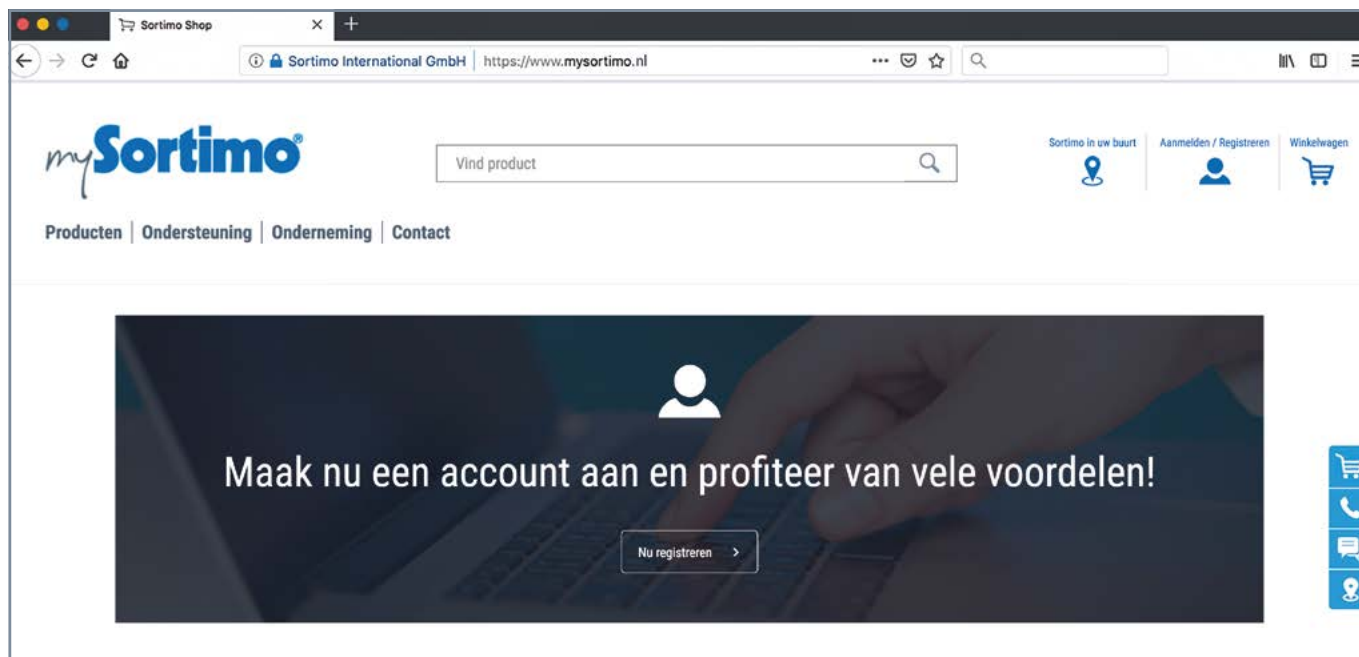 Sortimo Shop
Sortimo International GmbH https://www.mysortimo.nl
mySortimo®
Vind product
Sortimo in uw buurt
Aanmelden / Registreren
Winkelwagen
Producten | Ondersteuning | Onderneming | Contact
Maak nu een account aan en profiteer van vele voordelen!
Nu registreren